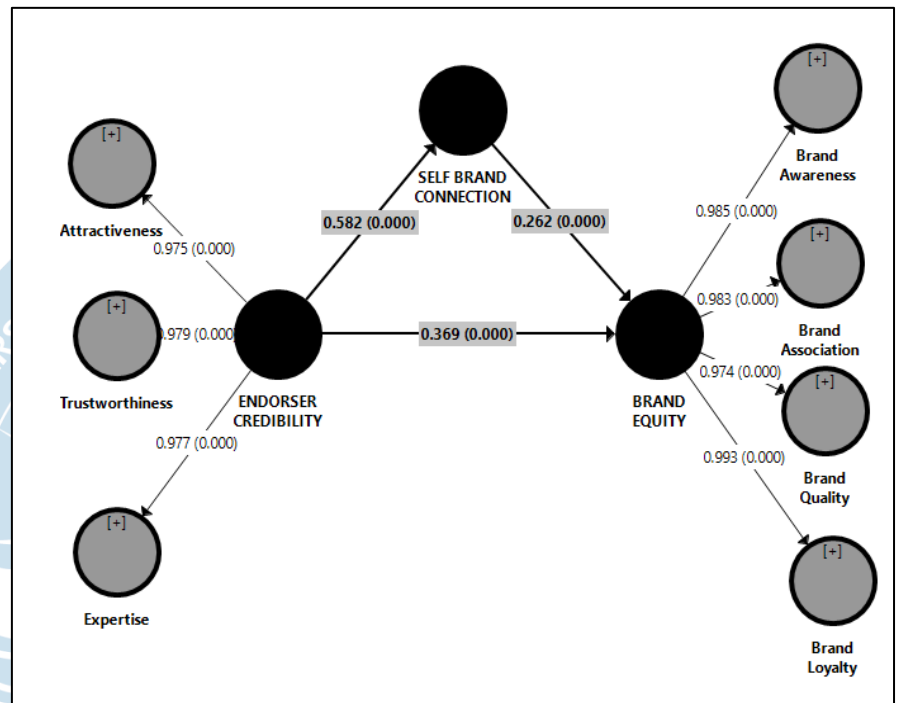 [+]
Brand
Awareness
SELF BRAND
CONNECTION
[+]
Attractiveness
0.582 (0.000)
0.262 (0.000)
0.985 (0.000)
0.975 (0.000)
[+]
Brand
Association
0.983 (0.000)
[+]
Trustworthiness
0.979 (0.000)
ENDORSER
CREDIBILITY
0.369 (0.000)
BRAND
EQUITY
0.974 (0.000)
[+]
Brand
Quality
0.977 (0.000)
0.993 (0.000)
[+]
Expertise
[+]
Brand
Loyalty